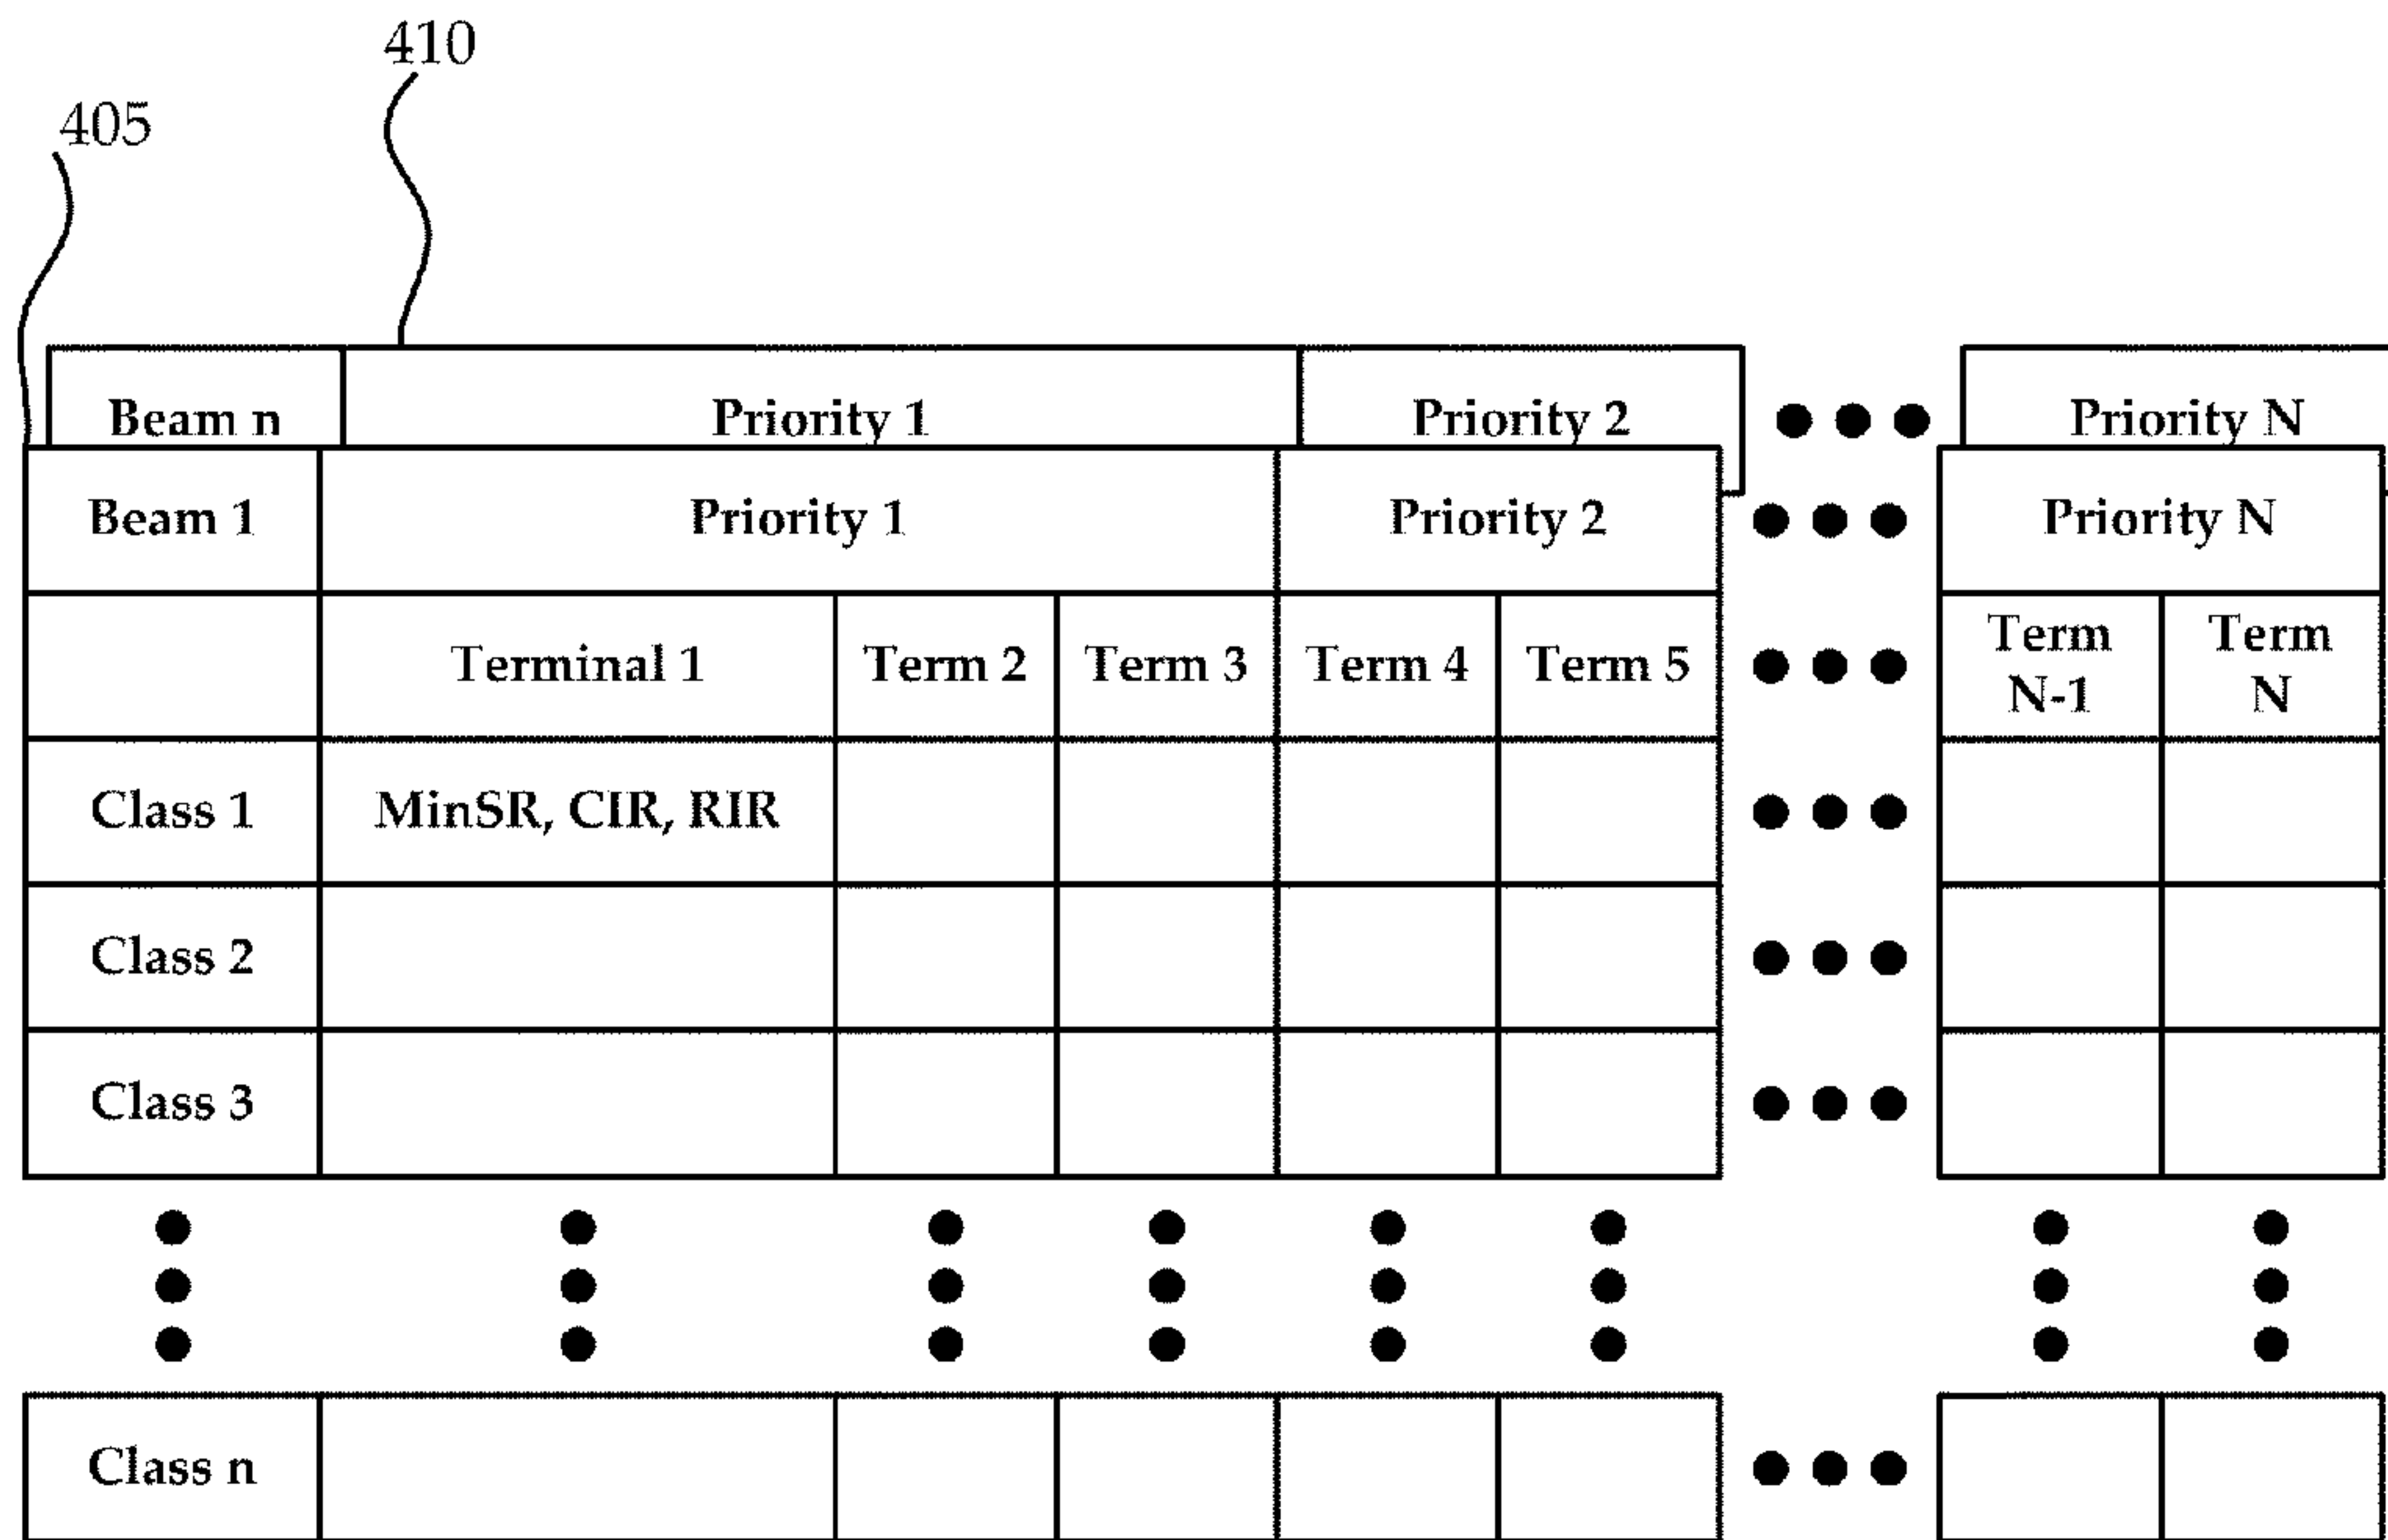 410
405
Beam n Priority 1 Priority 2 Priority N
Beam 1 Priority 1 Priority 2 Priority N
Terminal 1 Term 2 Term 3 Term 4 Term 5 Term N-1 Term N
Class 1 MinSR, CIR, RIR
Class 2
Class 3
Class n